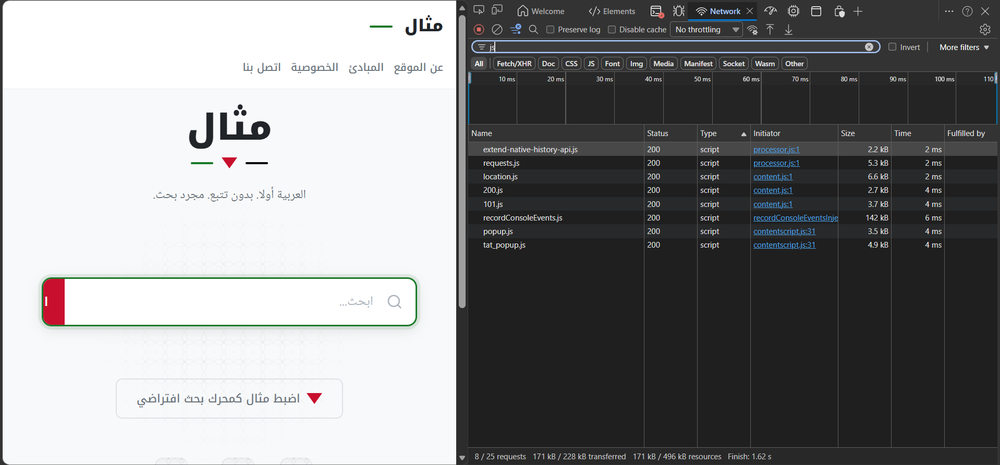 مثال
عن الموقع المبادئ الخصوصية اتصل بنا
مثال
العربية أولا. بدون تتبع. مجرد بحث.
ابحث...
ا
اضبط مثال كمحرك بحث افتراضي
Welcome Elements Network
Preserve log Disable cache No throttling
js Invert More filters
All Fetch/XHR Doc CSS JS Font Img Media Manifest Socket Wasm Other
10 ms 20 ms 30 ms 40 ms 50 ms 60 ms 70 ms 80 ms 90 ms 100 ms 110
Name Status Type Initiator Size Time Fulfilled by
extend-native-history-api.js 200 script processor.js:1 2.2 kB 2 ms
requests.js 200 script processor.js:1 5.3 kB 2 ms
location.js 200 script content.js:1 6.6 kB 2 ms
200.js 200 script content.js:1 2.7 kB 4 ms
101.js 200 script content.js:1 3.7 kB 4 ms
recordConsoleEvents.js 200 script recordConsoleEventsInje 142 kB 6 ms
popup.js 200 script contentscript.js:31 3.5 kB 4 ms
tat_popup.js 200 script contentscript.js:31 4.9 kB 4 ms
8 / 25 requests 171 kB / 228 kB transferred 171 kB / 496 kB resources Finish: 1.62 s